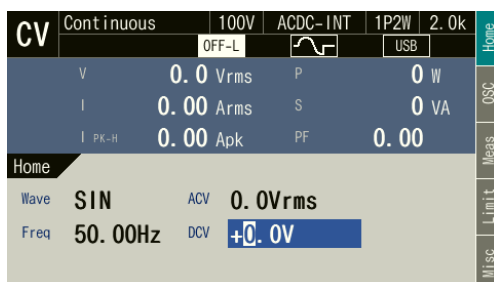 CV Continuous 100V ACDC-INT 1P2W 2.0k
OFF-L USB
V 0.0 Vrms P 0 W
I 0.00 Arms S 0 VA
I PK-H 0.00 Apk PF 0.00
Home
Wave SIN ACV 0.0Vrms
Freq 50.00Hz DCV +0.0V
Home
OSC
Meas
Limit
Misc